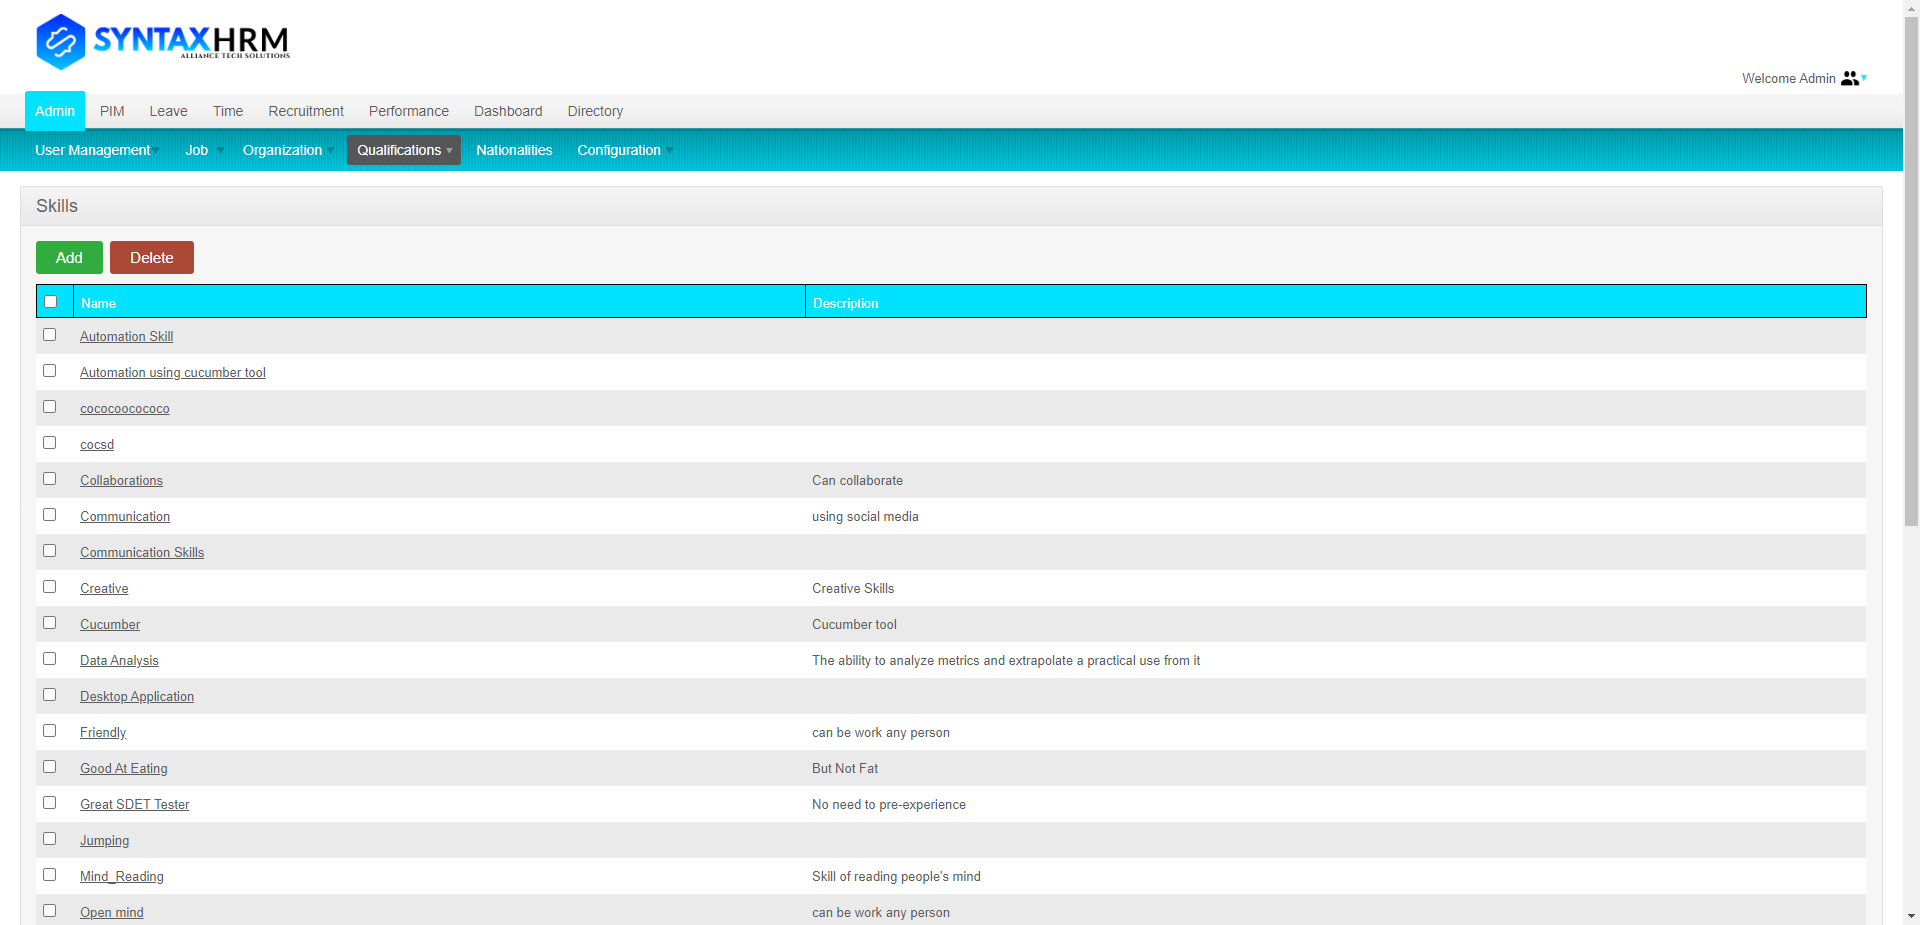 SYNTAXHRM
ALLIANCE TECH SOLUTIONS
Welcome Admin
Admin PIM Leave Time Recruitment Performance Dashboard Directory
User Management Job Organization Qualifications Nationalities Configuration
Skills
Add Delete
Name Description
Automation Skill
Automation using cucumber tool
cococoocococo
cocsd
Collaborations Can collaborate
Communication using social media
Communication Skills
Creative Creative Skills
Cucumber Cucumber tool
Data Analysis The ability to analyze metrics and extrapolate a practical use from it
Desktop Application
Friendly can be work any person
Good At Eating But Not Fat
Great SDET Tester No need to pre-experience
Jumping
Mind_Reading Skill of reading people's mind
Open mind can be work any person